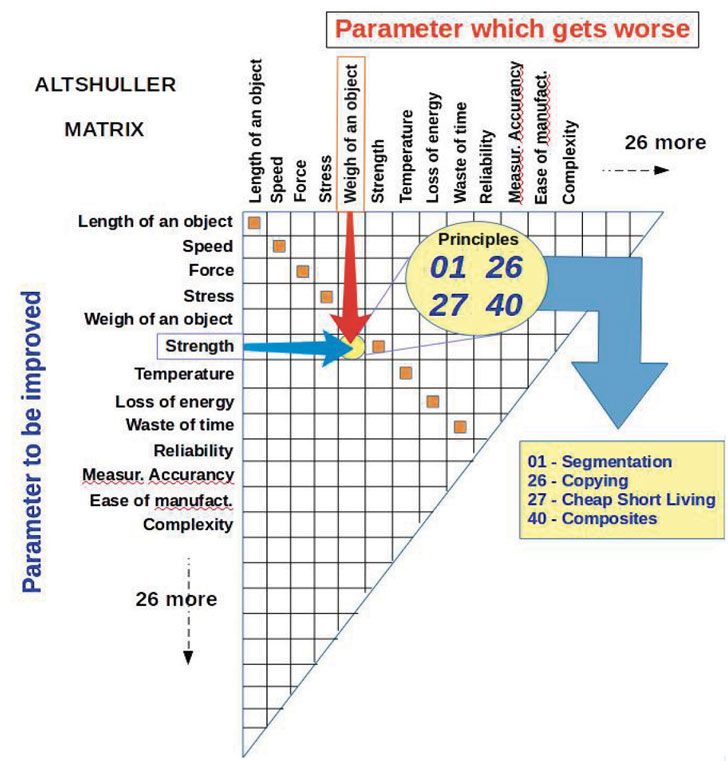 Parameter which gets worse
ALTSHULLER
MATRIX
Length of an object
Speed
Force
Stress
Weigh of an object
Strength
Temperature
Loss of energy
Waste of time
Reliability
Measur. Accurancy
Ease of manufact.
Complexity
26 more
Parameter to be improved
Length of an object
Speed
Force
Stress
Weigh of an object
Strength
Temperature
Loss of energy
Waste of time
Reliability
Measur. Accurancy
Ease of manufact.
Complexity
26 more
Principles
01 26
27 40
01 - Segmentation
26 - Copying
27 - Cheap Short Living
40 - Composites